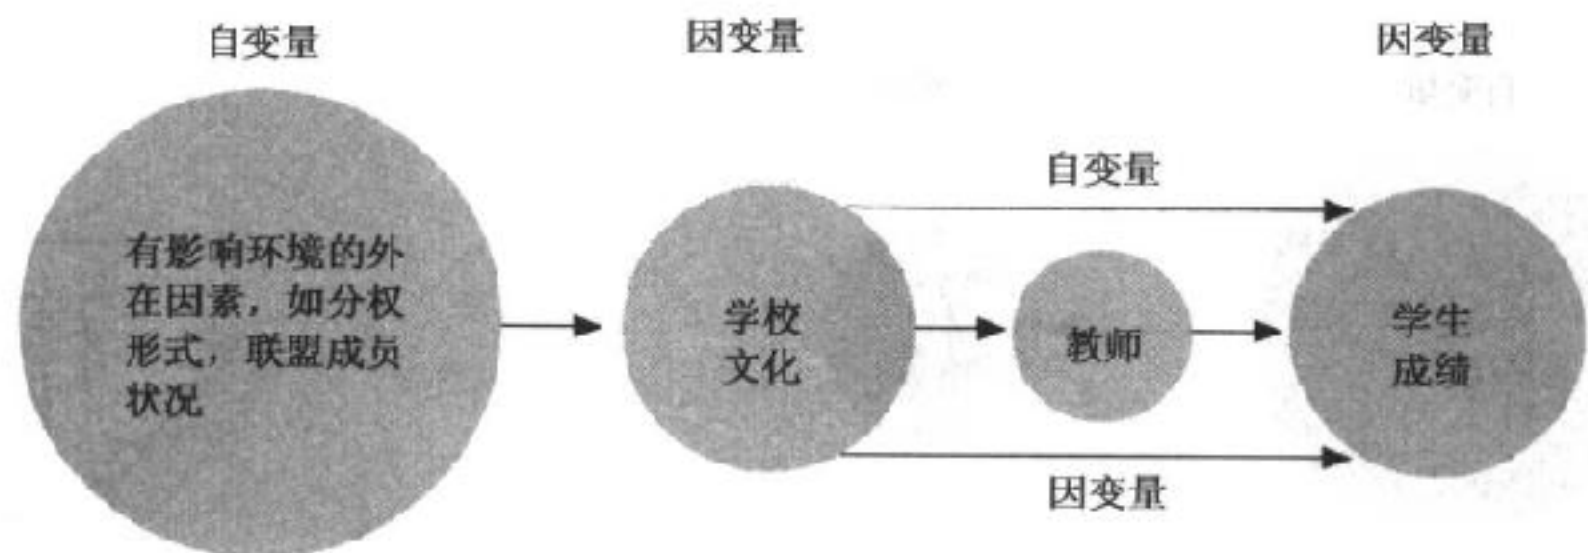 自变量
因变量
因变量
自变量
有影响环境的外
在因素，如分权
形式，联盟成员
状况
学校
文化
教师
学生
成绩
因变量